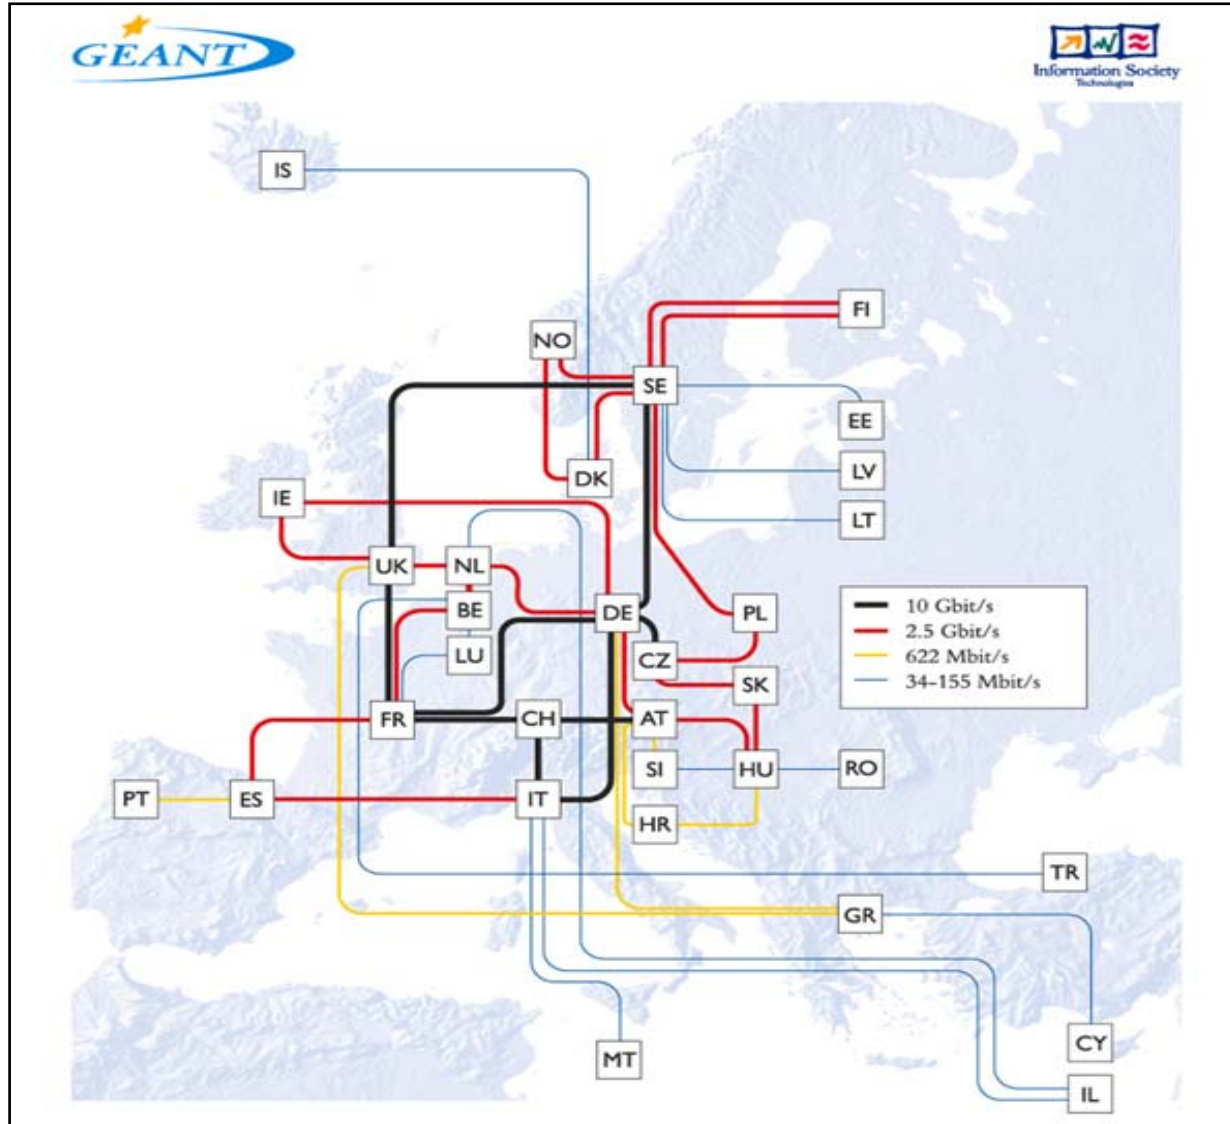 GEANT
Information Society
Technologies
IS
FI
NO
SE
EE
DK
LV
IE
LT
UK
NL
BE
DE
PL
10 Gbit/s
2.5 Gbit/s
622 Mbit/s
34-155 Mbit/s
LU
CZ
SK
FR
CH
AT
SI
HU
RO
PT
ES
IT
HR
TR
GR
MT
CY
IL